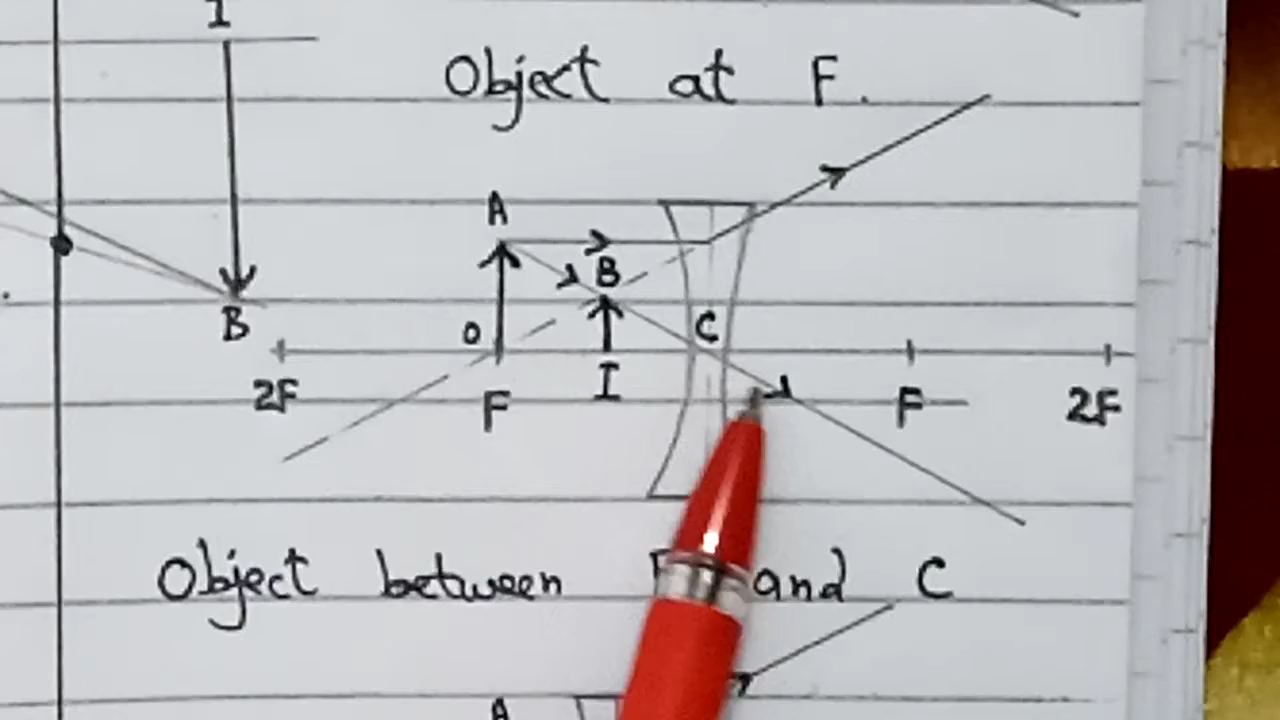 I
Object at F.
A
B
O
C
B
2F
F
I
F
2F
Object between and C
A